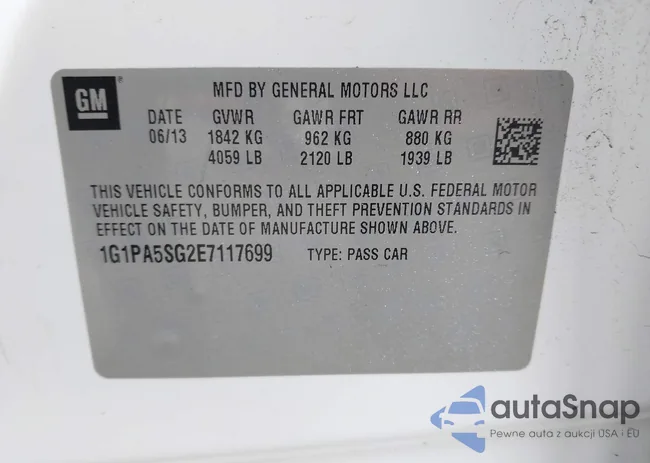 GM
MFD BY GENERAL MOTORS LLC
DATE GVWR GAWR FRT GAWR RR
06/13 1842 KG 962 KG 880 KG
4059 LB 2120 LB 1939 LB
THIS VEHICLE CONFORMS TO ALL APPLICABLE U.S. FEDERAL MOTOR
VEHICLE SAFETY, BUMPER, AND THEFT PREVENTION STANDARDS IN
EFFECT ON THE DATE OF MANUFACTURE SHOWN ABOVE.
1G1PA5SG2E7117699 TYPE: PASS CAR
autaSnap
Pewne auta z aukcji USA i EU